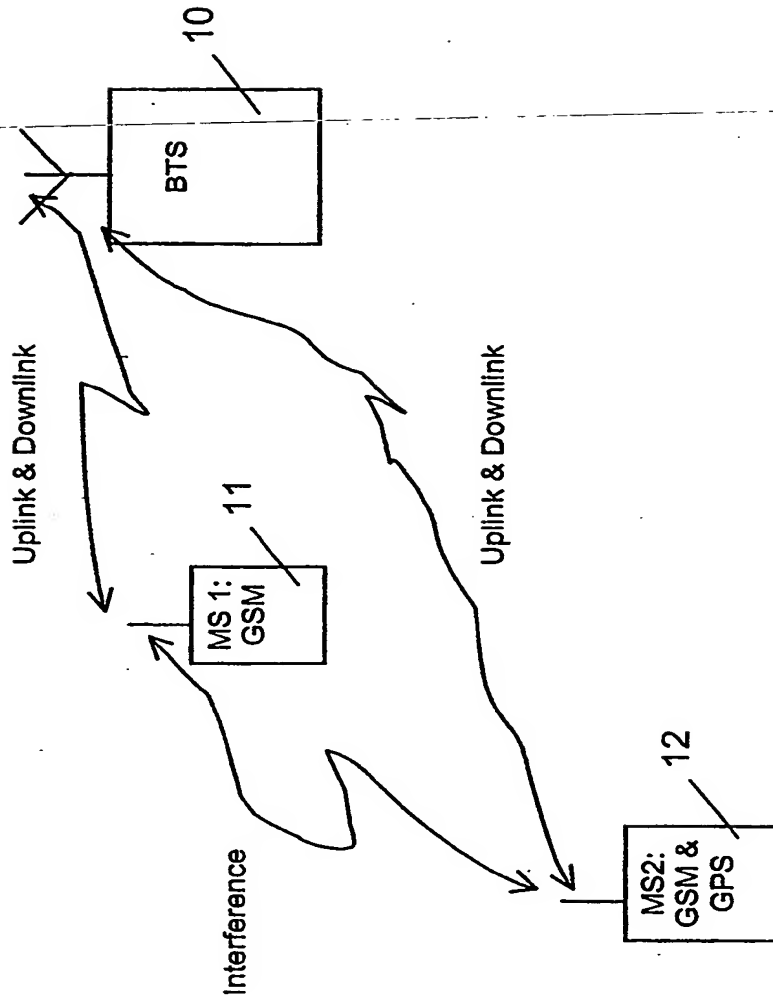 10
BTS
Uplink & Downlink
11
MS 1:
GSM
Uplink & Downlink
Interference
12
MS2:
GSM &
GPS